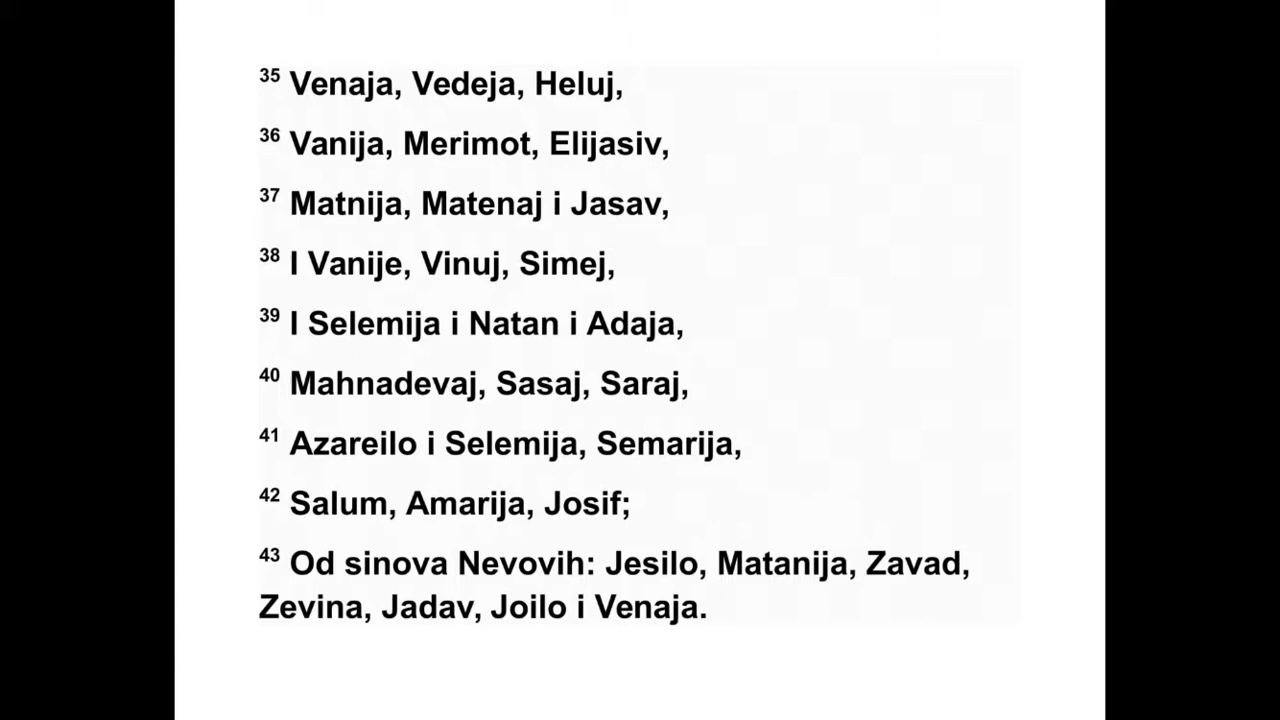 35 Venaja, Vedeja, Heluj,
36 Vanija, Merimot, Elijasiv,
37 Matnija, Matenaj i Jasav,
38 I Vanije, Vinuj, Simej,
39 I Selemija i Natan i Adaja,
40 Mahnadevaj, Sasaj, Saraj,
41 Azareilo i Selemija, Semarija,
42 Salum, Amarija, Josif;
43 Od sinova Nevovih: Jesilo, Matanija, Zavad,
Zevina, Jadav, Joilo i Venaja.